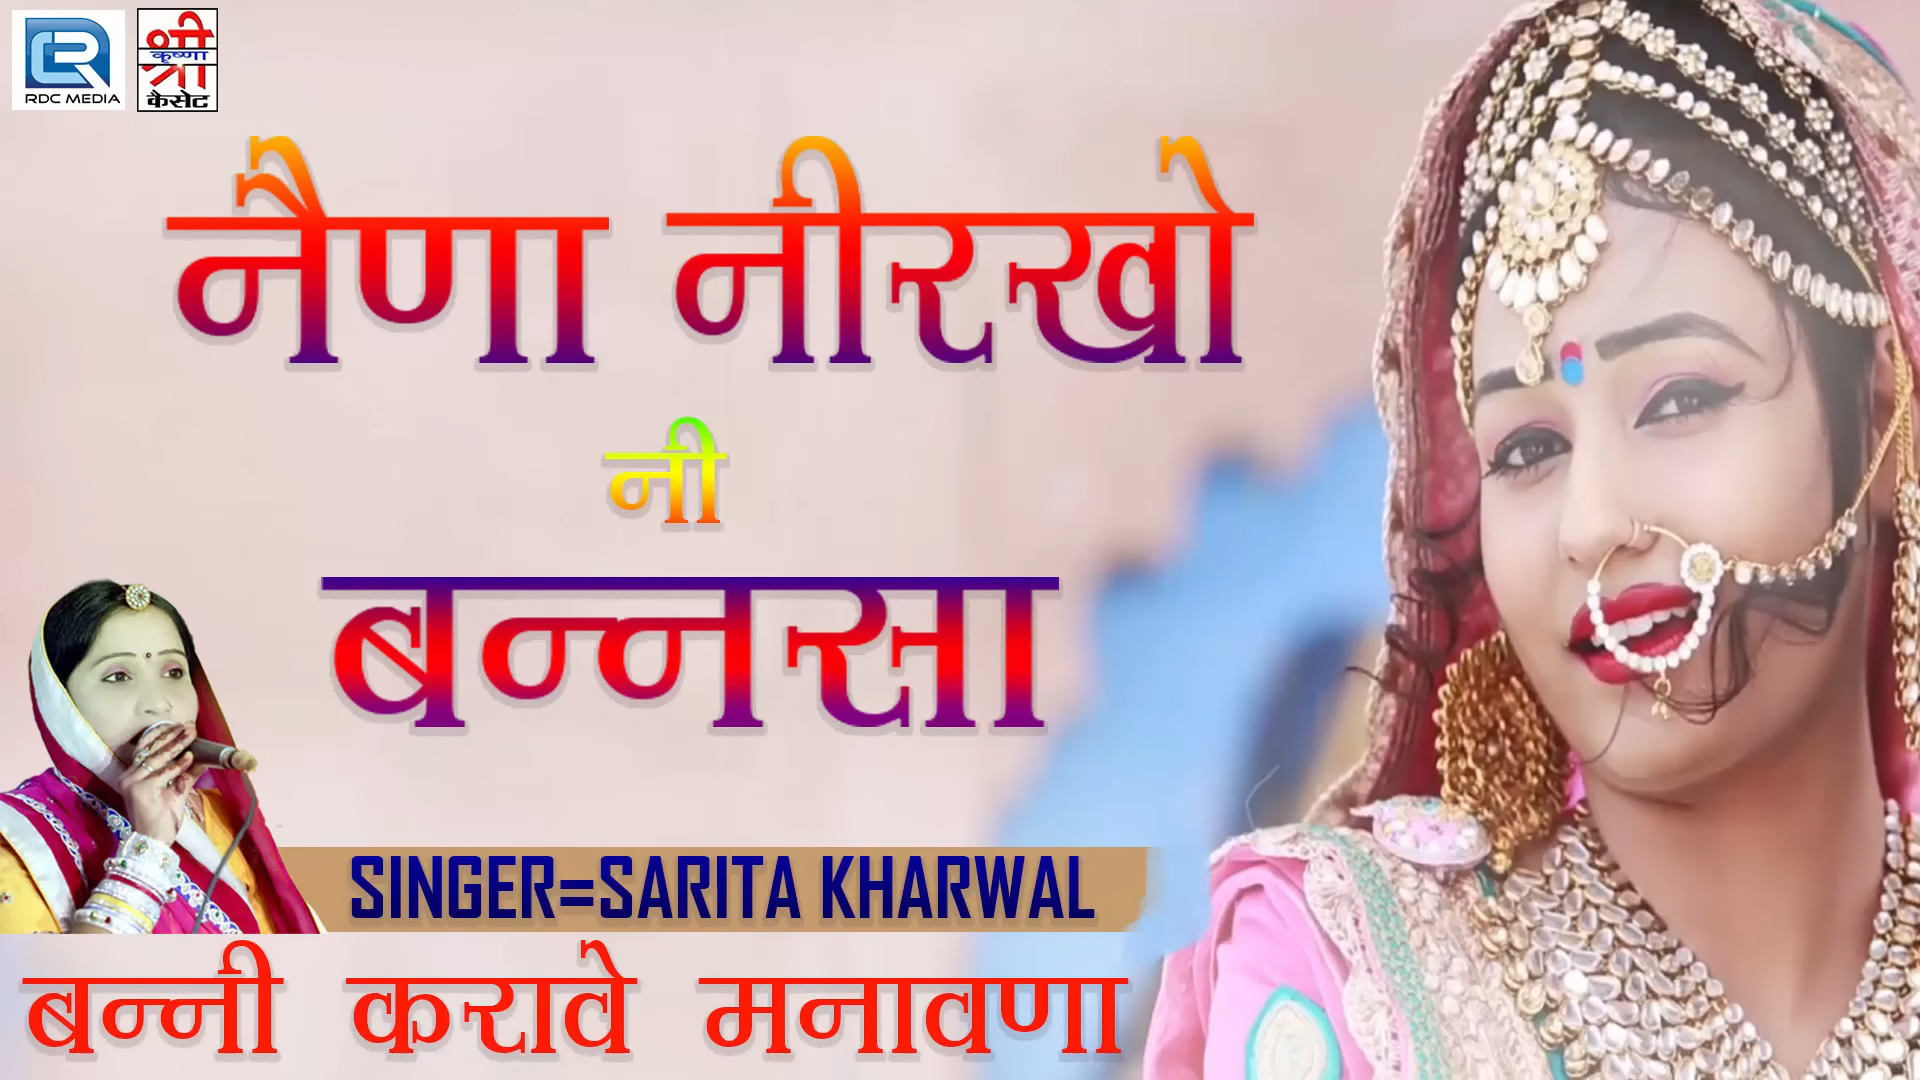 RDC MEDIA
श्री
कृष्णा
कैसेट
नैणा नीरखो
नी
बन्नसा
SINGER=SARITA KHARWAL
बन्नी करावे मनावणा